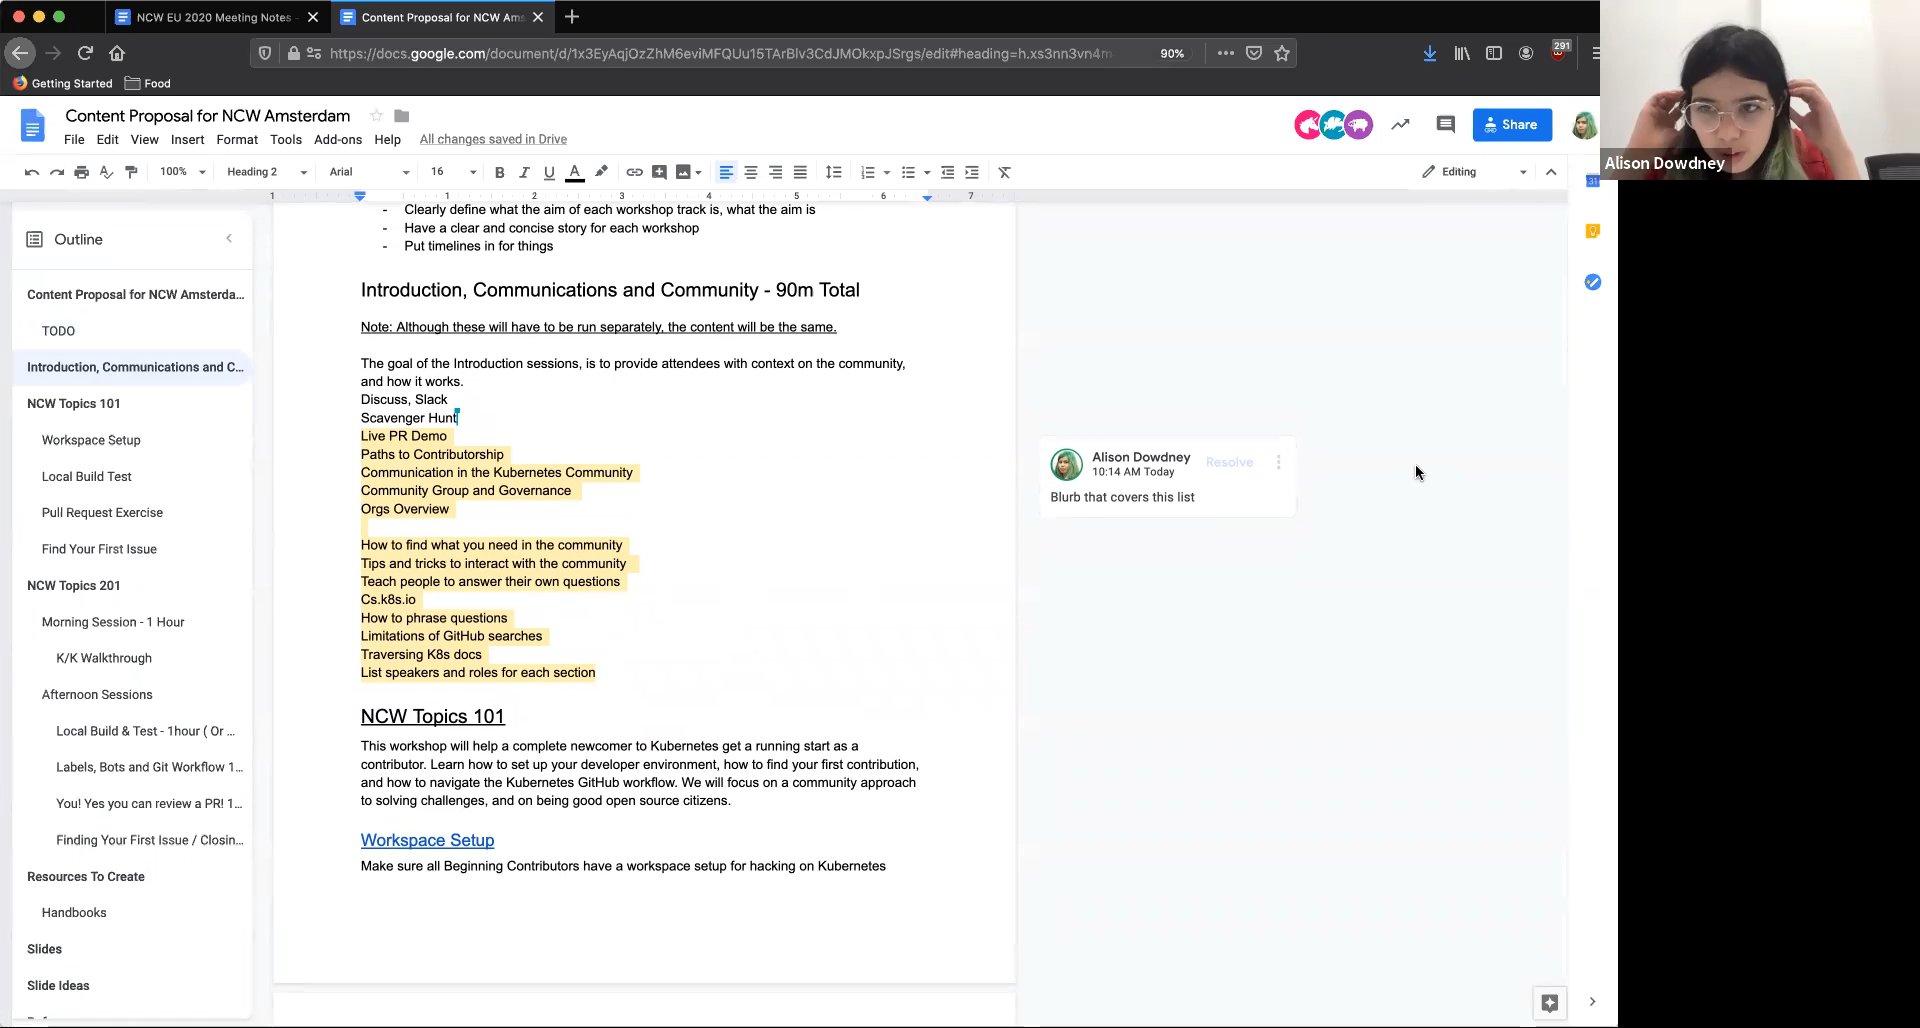 NCW EU 2020 Meeting Notes -
Content Proposal for NCW Ams
https://docs.google.com/document/d/1x3EyAqjOzZhM6eviMFQUu15TArBlv3CdJMOkxpJSrgs/edit#heading=h.xs3nn3vn4m
90%
291
Getting Started
Food
Content Proposal for NCW Amsterdam
File Edit View Insert Format Tools Add-ons Help All changes saved in Drive
Share
100% Heading 2 Arial 16 B I U A Editing
1 1 2 3 4 5 6 7
Alison Dowdney
31
Outline
Content Proposal for NCW Amsterda...
TODO
Introduction, Communications and C...
NCW Topics 101
Workspace Setup
Local Build Test
Pull Request Exercise
Find Your First Issue
NCW Topics 201
Morning Session - 1 Hour
K/K Walkthrough
Afternoon Sessions
Local Build & Test - 1hour ( Or ...
Labels, Bots and Git Workflow 1...
You! Yes you can review a PR! 1...
Finding Your First Issue / Closin...
Resources To Create
Handbooks
Slides
Slide Ideas
- Clearly define what the aim of each workshop track is, what the aim is
- Have a clear and concise story for each workshop
- Put timelines in for things
Introduction, Communications and Community - 90m Total
Note: Although these will have to be run separately, the content will be the same.
The goal of the Introduction sessions, is to provide attendees with context on the community,
and how it works.
Discuss, Slack
Scavenger Hunt
Live PR Demo
Paths to Contributorship
Communication in the Kubernetes Community
Community Group and Governance
Orgs Overview
How to find what you need in the community
Tips and tricks to interact with the community
Teach people to answer their own questions
Cs.k8s.io
How to phrase questions
Limitations of GitHub searches
Traversing K8s docs
List speakers and roles for each section
NCW Topics 101
This workshop will help a complete newcomer to Kubernetes get a running start as a
contributor. Learn how to set up your developer environment, how to find your first contribution,
and how to navigate the Kubernetes GitHub workflow. We will focus on a community approach
to solving challenges, and on being good open source citizens.
Workspace Setup
Make sure all Beginning Contributors have a workspace setup for hacking on Kubernetes
Alison Dowdney
10:14 AM Today
Resolve
Blurb that covers this list